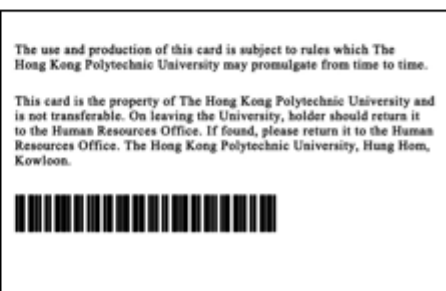 The use and production of this card is subject to rules which The
Hong Kong Polytechnic University may promulgate from time to time.
This card is the property of The Hong Kong Polytechnic University and
is not transferable. On leaving the University, holder should return it
to the Human Resources Office. If found, please return it to the Human
Resources Office. The Hong Kong Polytechnic University, Hung Hom,
Kowloon.